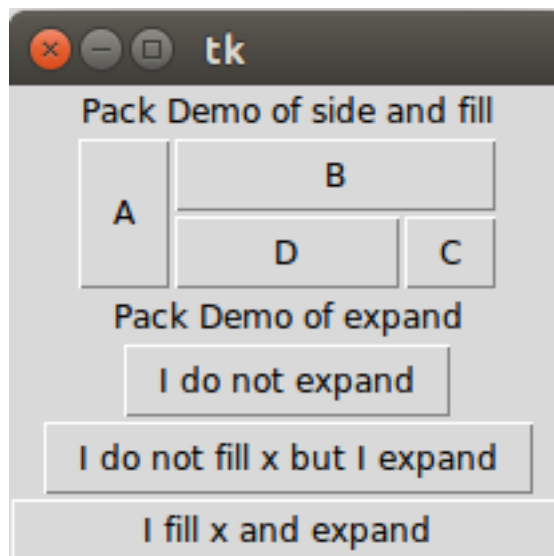 tk
Pack Demo of side and fill
A
B
D
C
Pack Demo of expand
I do not expand
I do not fill x but I expand
I fill x and expand